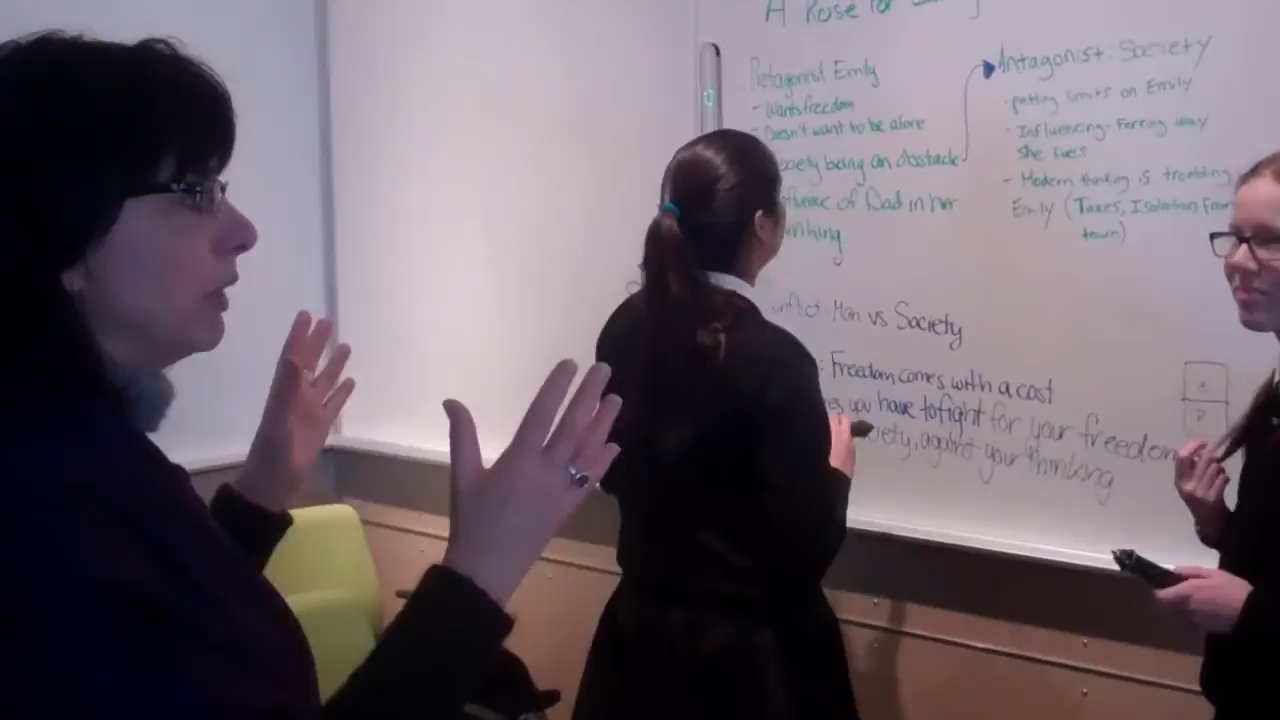 A Rose for
Protagonist Emily
- Wants freedom
- Doesn't want to be alone
ociety being an obstacle
nfluence of Dad in her
hinking
Antagonist: Society
- putting limits on Emily
- Influencing-Forcing way
she lives
- Modern thinking is troubling
Emily (Taxes, Isolation From
town)
onflict: Man vs Society
: Freedom comes with a cost
es you have to fight for your freedom
ciety, against your thinking